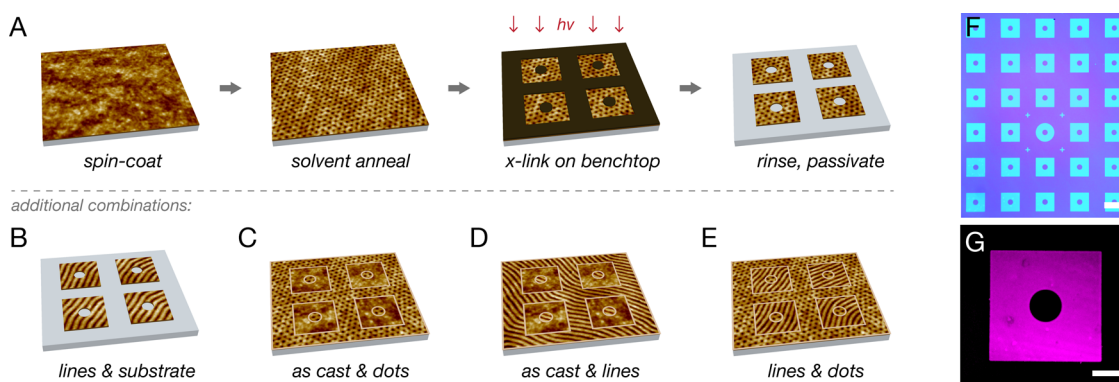 A
hv
F
spin-coat
solvent anneal
x-link on benchtop
rinse, passivate
additional combinations:
B
C
D
E
G
lines & substrate
as cast & dots
as cast & lines
lines & dots